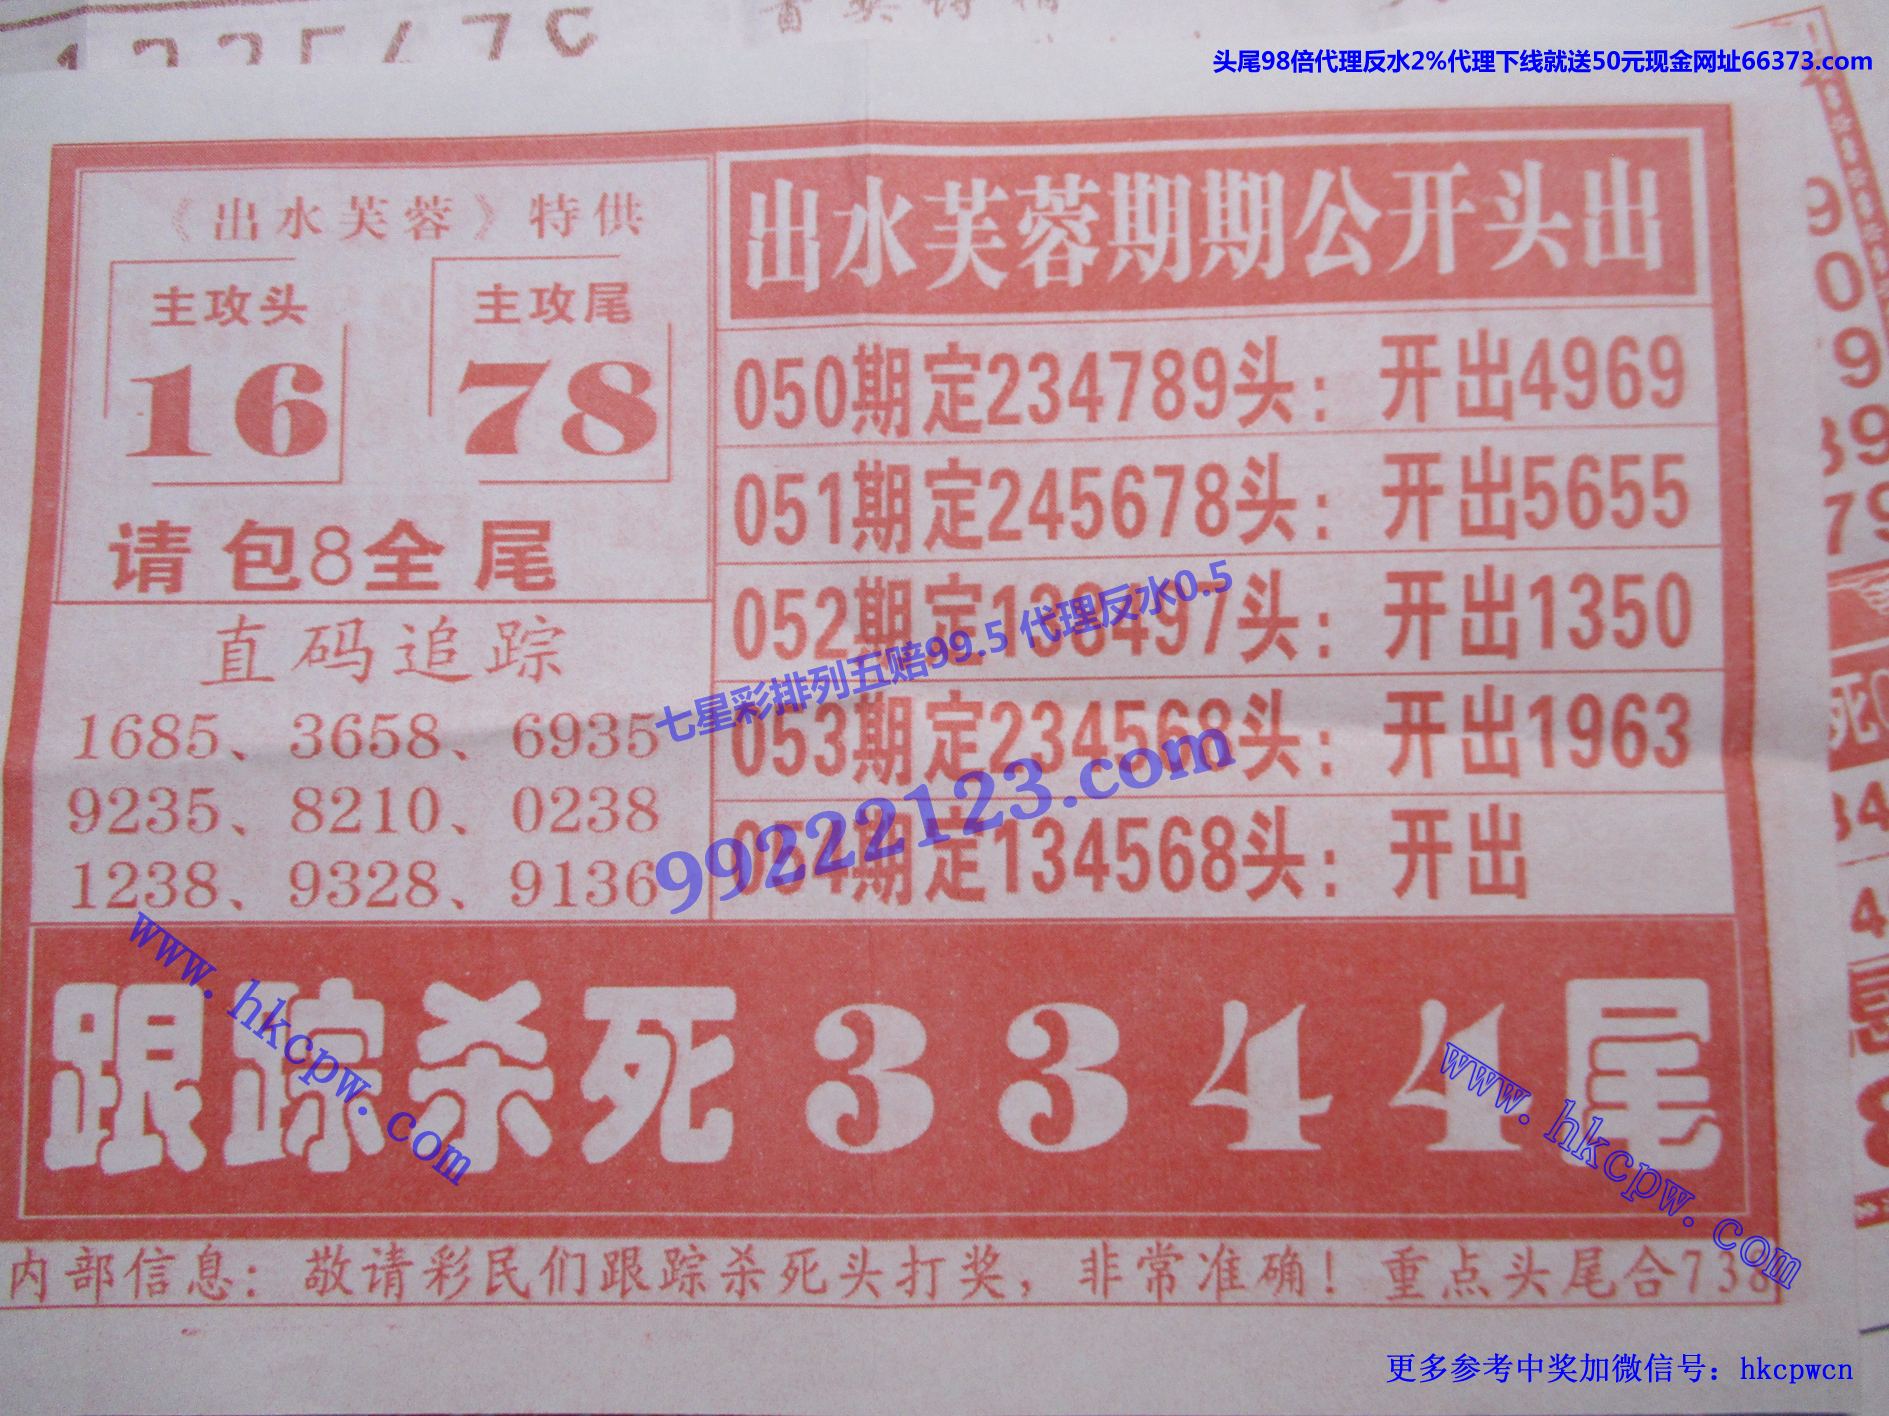 头尾98倍代理反水2%代理下线就送50元现金网址66373.com
《出水芙蓉》特供
主攻头
16
主攻尾
78
请包8全尾
直码追踪
1685、3658、6935
9235、8210、0238
1238、9328、9136
出水芙蓉期期公开头出
050期定234789头：开出4969
051期定245678头：开出5655
052期定133497头：开出1350
053期定234568头：开出1963
054期定134568头：开出
七星彩排列五赔99.5 代理反水0.5
99222123.com
跟踪杀死3344尾
www.hkcpw.com
www.hkcpw.com
内部信息：敬请彩民们跟踪杀死头打奖，非常准确！重点头尾合738
更多参考中奖加微信号：hkcpwcn